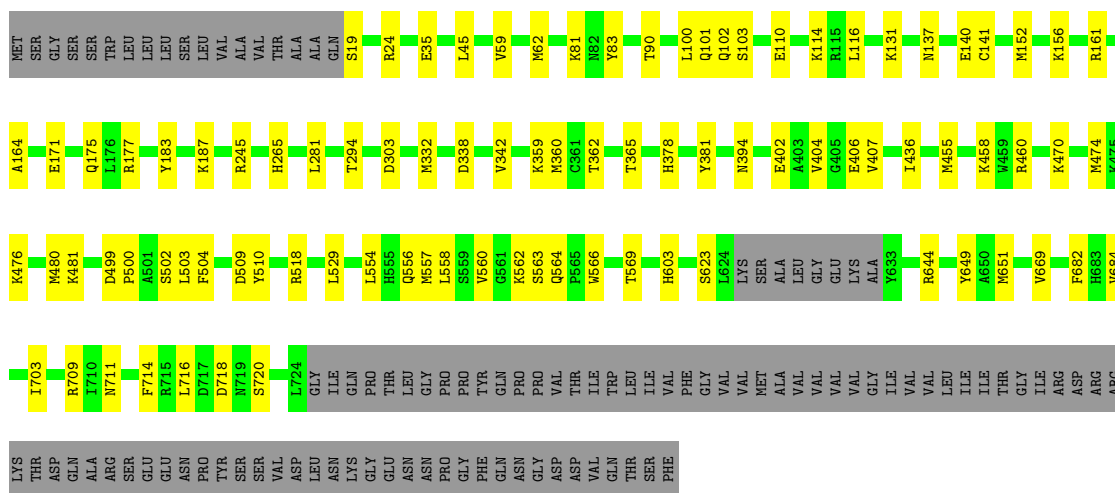 MET SER GLY SER SER TRP LEU LEU LEU SER LEU VAL ALA VAL THR ALA ALA GLN S19 R24 E35 L45 V59 M62 K81 N82 Y83 T90 L100 Q101 Q102 S103 E110 K114 R115 L116 K131 N137 E140 C141 M152 K156 R161
A164 E171 Q175 L176 R177 Y183 K187 R245 H265 L281 T294 D303 M332 D338 V342 K359 M360 C361 T362 T365 H378 Y381 N394 E402 A403 V404 G405 E406 V407 I436 M455 K458 W459 R460 K470 M474 K475
K476 M480 K481 D499 P500 A501 S502 L503 F504 D509 Y510 R518 L529 L554 H555 Q556 M557 L558 S559 V560 G561 K562 S563 Q564 P565 W566 T569 H603 S623 L624 LYS SER ALA LEU GLY GLU LYS ALA Y633 R644 Y649 A650 M651 V669 F682 H683 V684
I703 R709 I710 N711 F714 R715 L716 D717 D718 N719 S720 L724 GLY ILE GLN PRO THR LEU GLY PRO PRO TYR GLN PRO PRO VAL THR ILE TRP LEU ILE VAL PHE GLY VAL VAL MET ALA VAL VAL VAL VAL GLY ILE VAL VAL LEU ILE ILE THR GLY ILE ARG ASP ARG ARG
LYS THR ASP GLN ALA ARG SER GLU GLU ASN PRO TYR SER SER VAL ASP LEU ASN LYS GLY GLU ASN ASN PRO GLY PHE GLN ASN GLY ASP ASP VAL GLN THR SER PHE